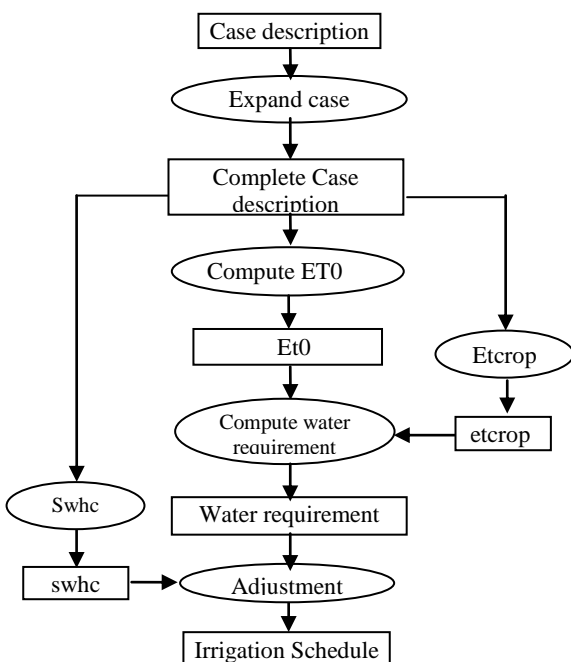 Case description
Expand case
Complete Case
description
Compute ET0
Et0
Etcrop
Compute water
requirement
etcrop
Swhc
Water requirement
swhc
Adjustment
Irrigation Schedule